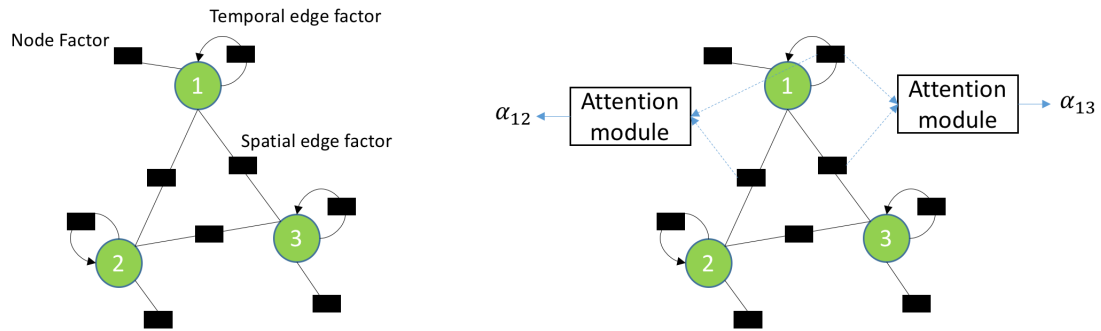 Temporal edge factor
Node Factor
1
Spatial edge factor
2
3
1
Attention
module
α12
Attention
module
α13
2
3